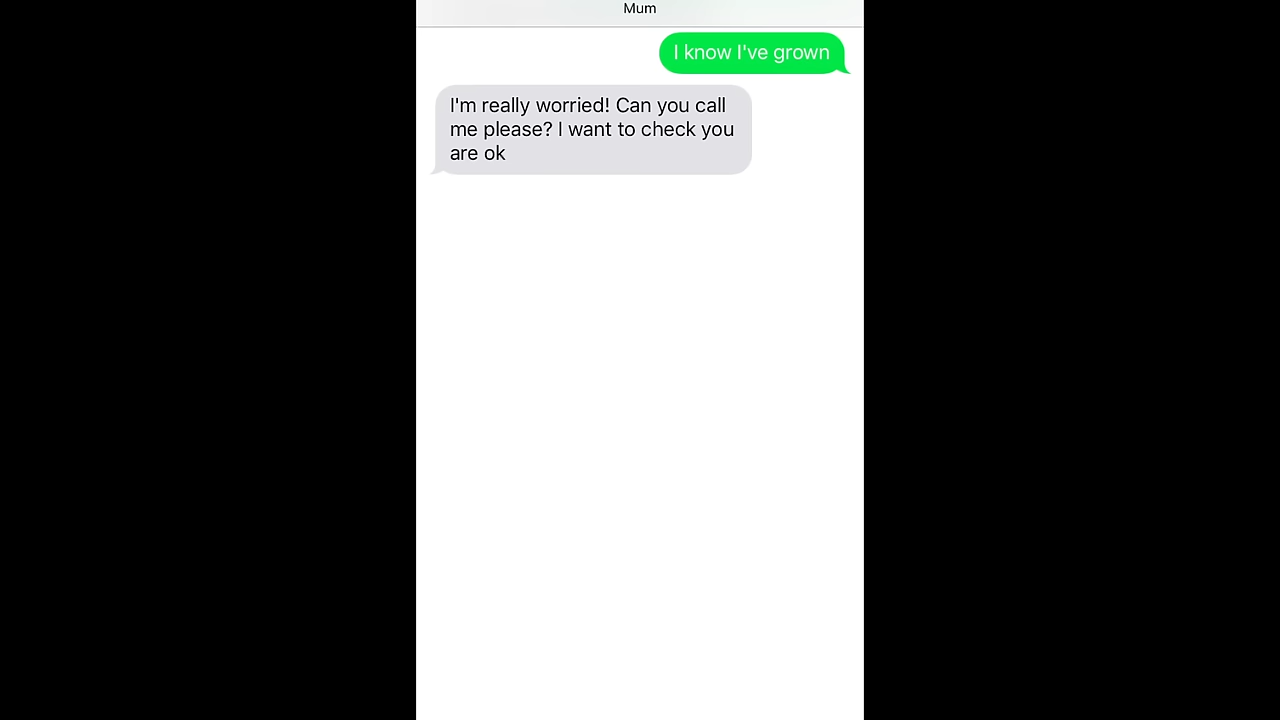 Mum
I know I've grown
I'm really worried! Can you call
me please? I want to check you
are ok